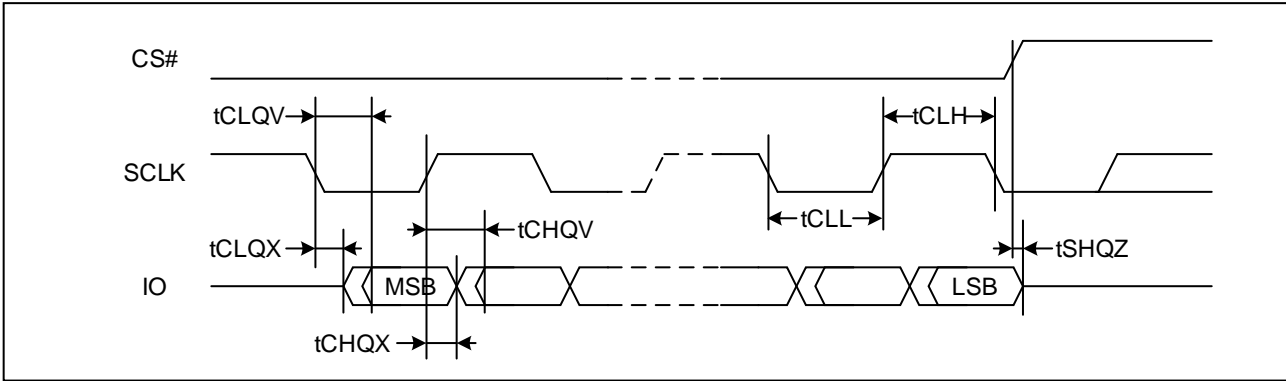 CS#
tCLQV
tCLH
SCLK
tCLL
tCHQV
tCLQX
tSHQZ
IO
MSB
LSB
tCHQX